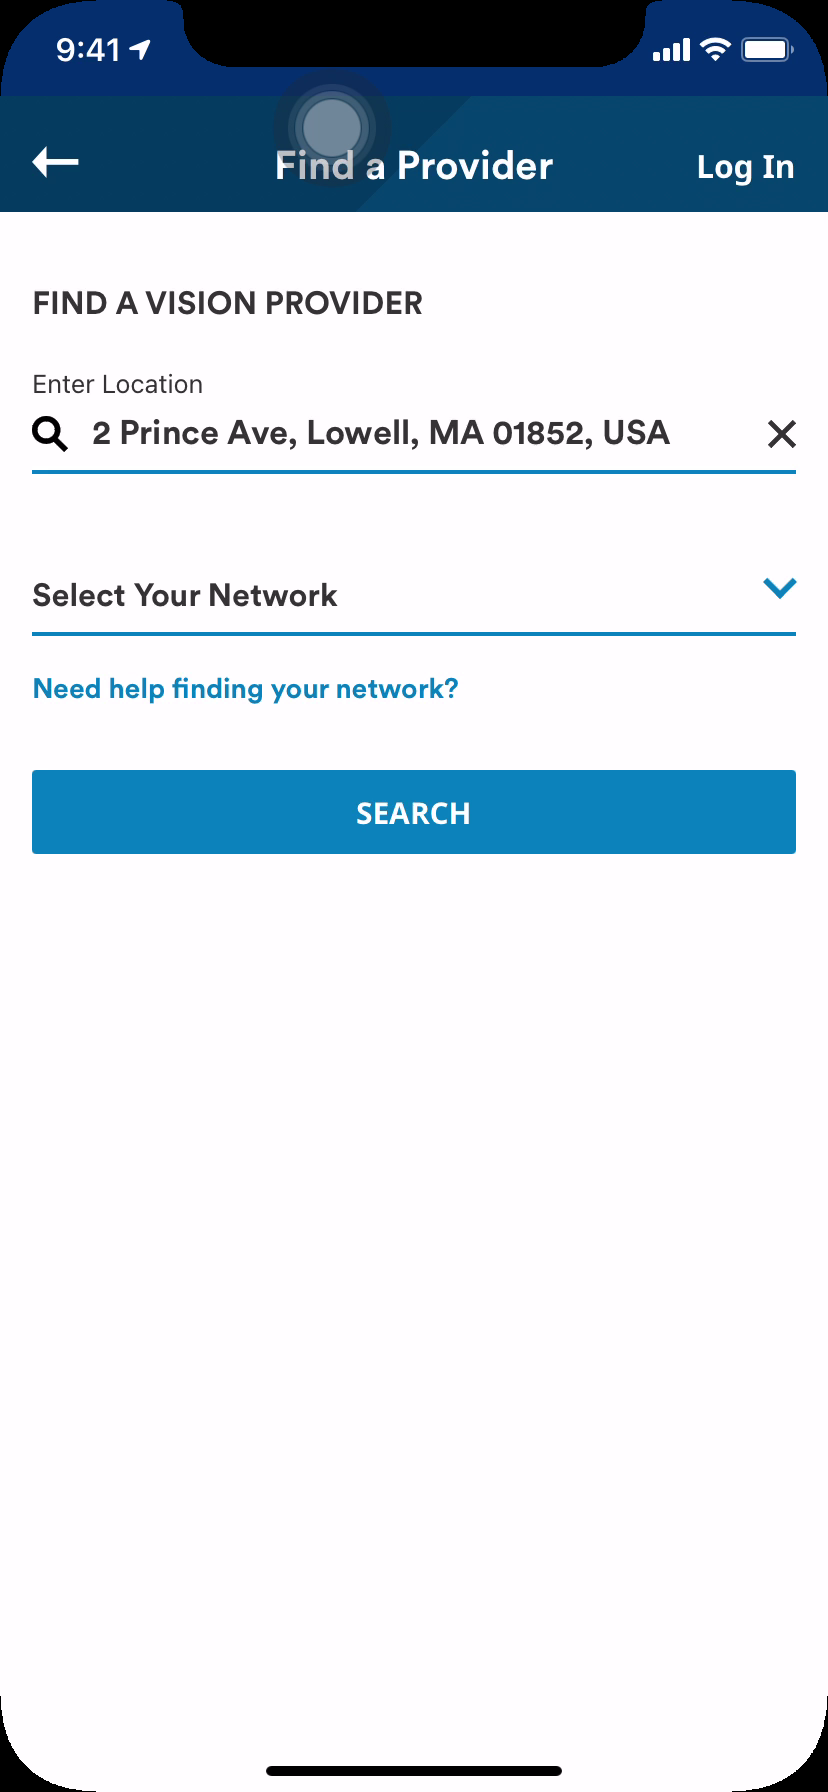 9:41
Find a Provider
Log In
FIND A VISION PROVIDER
Enter Location
2 Prince Ave, Lowell, MA 01852, USA
Select Your Network
Need help finding your network?
SEARCH